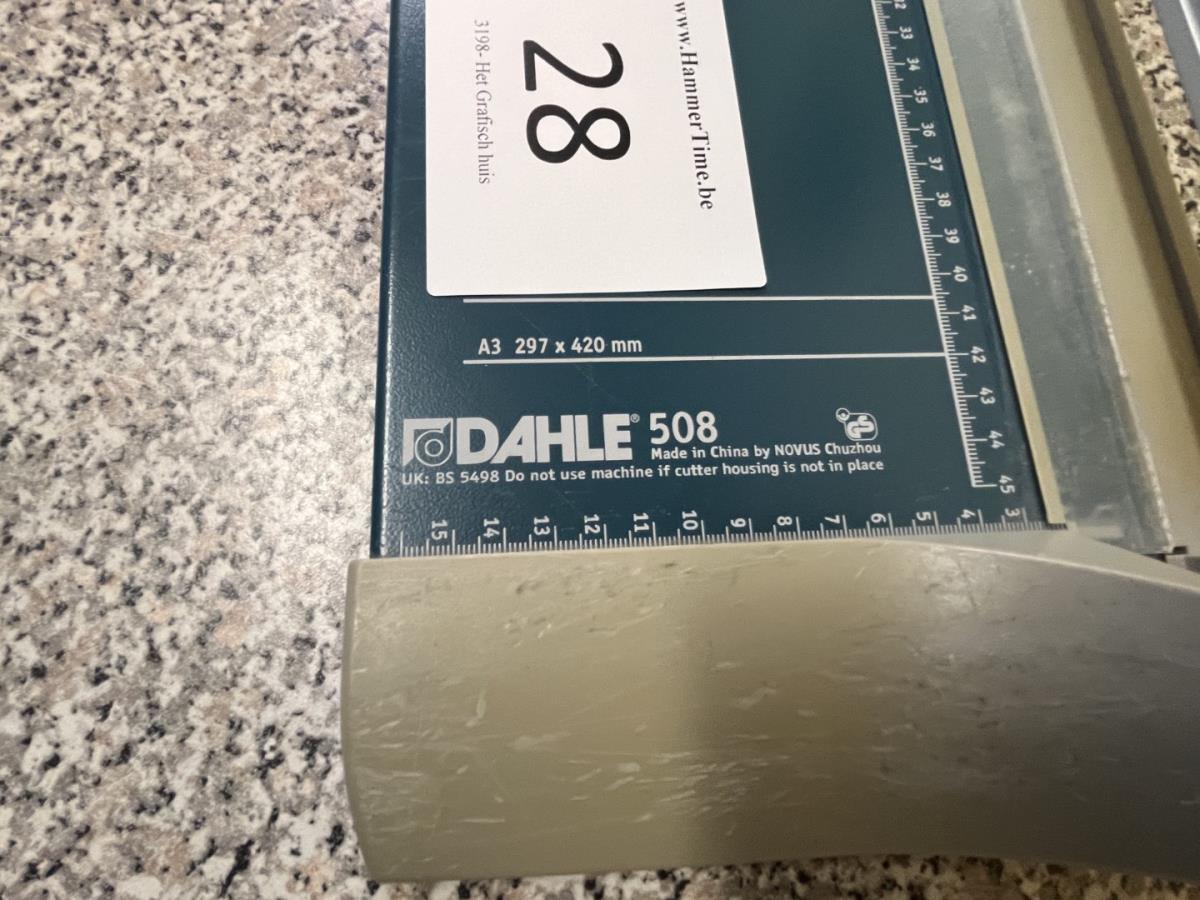 www.HammerTime.be
28
3198- Het Grafisch huis
33 34 35 36 37 38 39 40 41 42 43 44 45
A3 297 x 420 mm
DAHLE® 508
Made in China by NOVUS Chuzhou
UK: BS 5498 Do not use machine if cutter housing is not in place
15 14 13 12 11 10 9 8 7 6 5 4 3